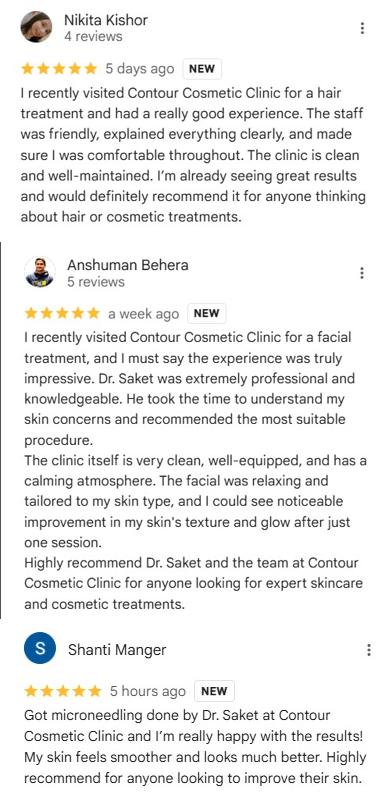 Nikita Kishor
4 reviews
5 days ago NEW
I recently visited Contour Cosmetic Clinic for a hair
treatment and had a really good experience. The staff
was friendly, explained everything clearly, and made
sure I was comfortable throughout. The clinic is clean
and well-maintained. I'm already seeing great results
and would definitely recommend it for anyone thinking
about hair or cosmetic treatments.
Anshuman Behera
5 reviews
a week ago NEW
I recently visited Contour Cosmetic Clinic for a facial
treatment, and I must say the experience was truly
impressive. Dr. Saket was extremely professional and
knowledgeable. He took the time to understand my
skin concerns and recommended the most suitable
procedure.
The clinic itself is very clean, well-equipped, and has a
calming atmosphere. The facial was relaxing and
tailored to my skin type, and I could see noticeable
improvement in my skin's texture and glow after just
one session.
Highly recommend Dr. Saket and the team at Contour
Cosmetic Clinic for anyone looking for expert skincare
and cosmetic treatments.
S
Shanti Manger
5 hours ago NEW
Got microneedling done by Dr. Saket at Contour
Cosmetic Clinic and I'm really happy with the results!
My skin feels smoother and looks much better. Highly
recommend for anyone looking to improve their skin.